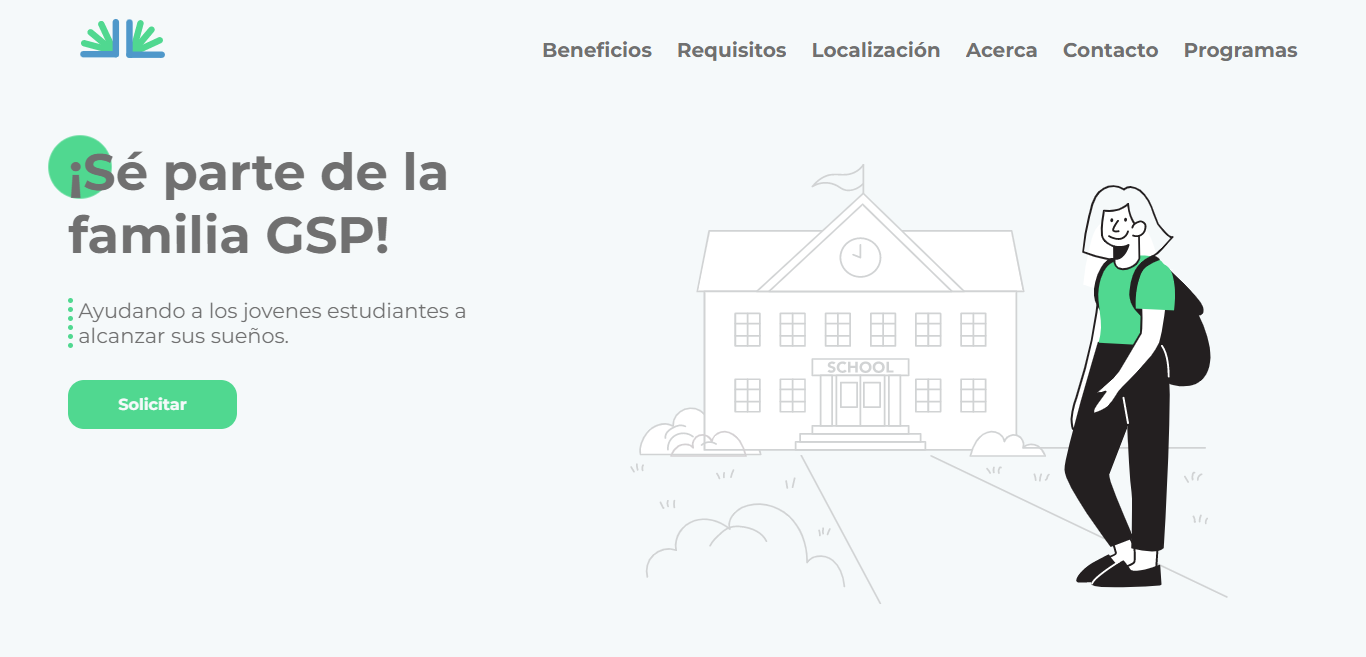 Beneficios Requisitos Localización Acerca Contacto Programas
¡Sé parte de la
familia GSP!
Ayudando a los jovenes estudiantes a
alcanzar sus sueños.
Solicitar
SCHOOL